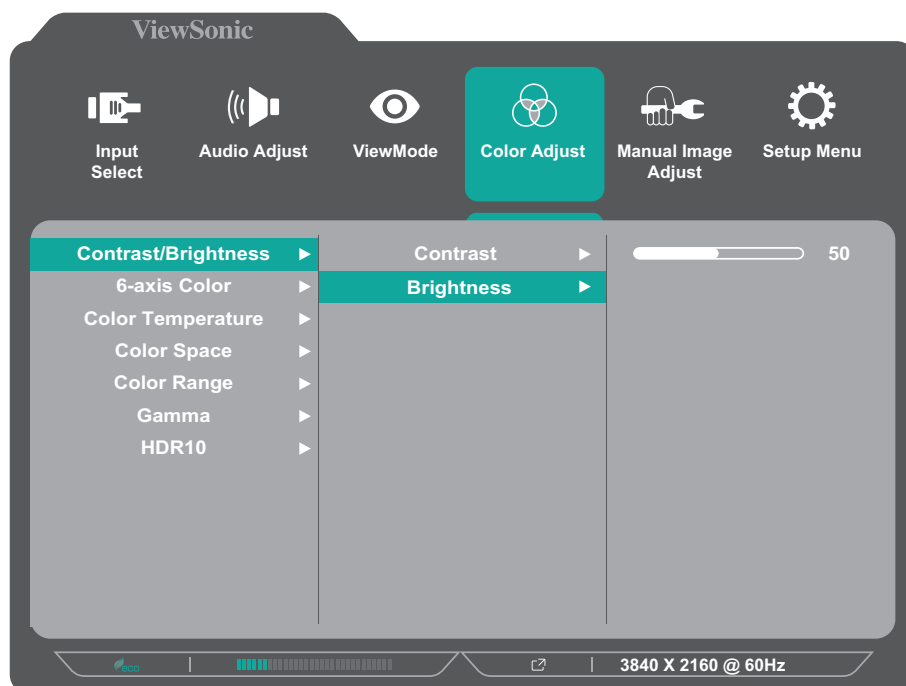 ViewSonic
Input
Select
Audio Adjust
ViewMode
Color Adjust
Manual Image
Adjust
Setup Menu
Contrast/Brightness
6-axis Color
Color Temperature
Color Space
Color Range
Gamma
HDR10
Contrast
Brightness
50
eco
3840 X 2160 @ 60Hz